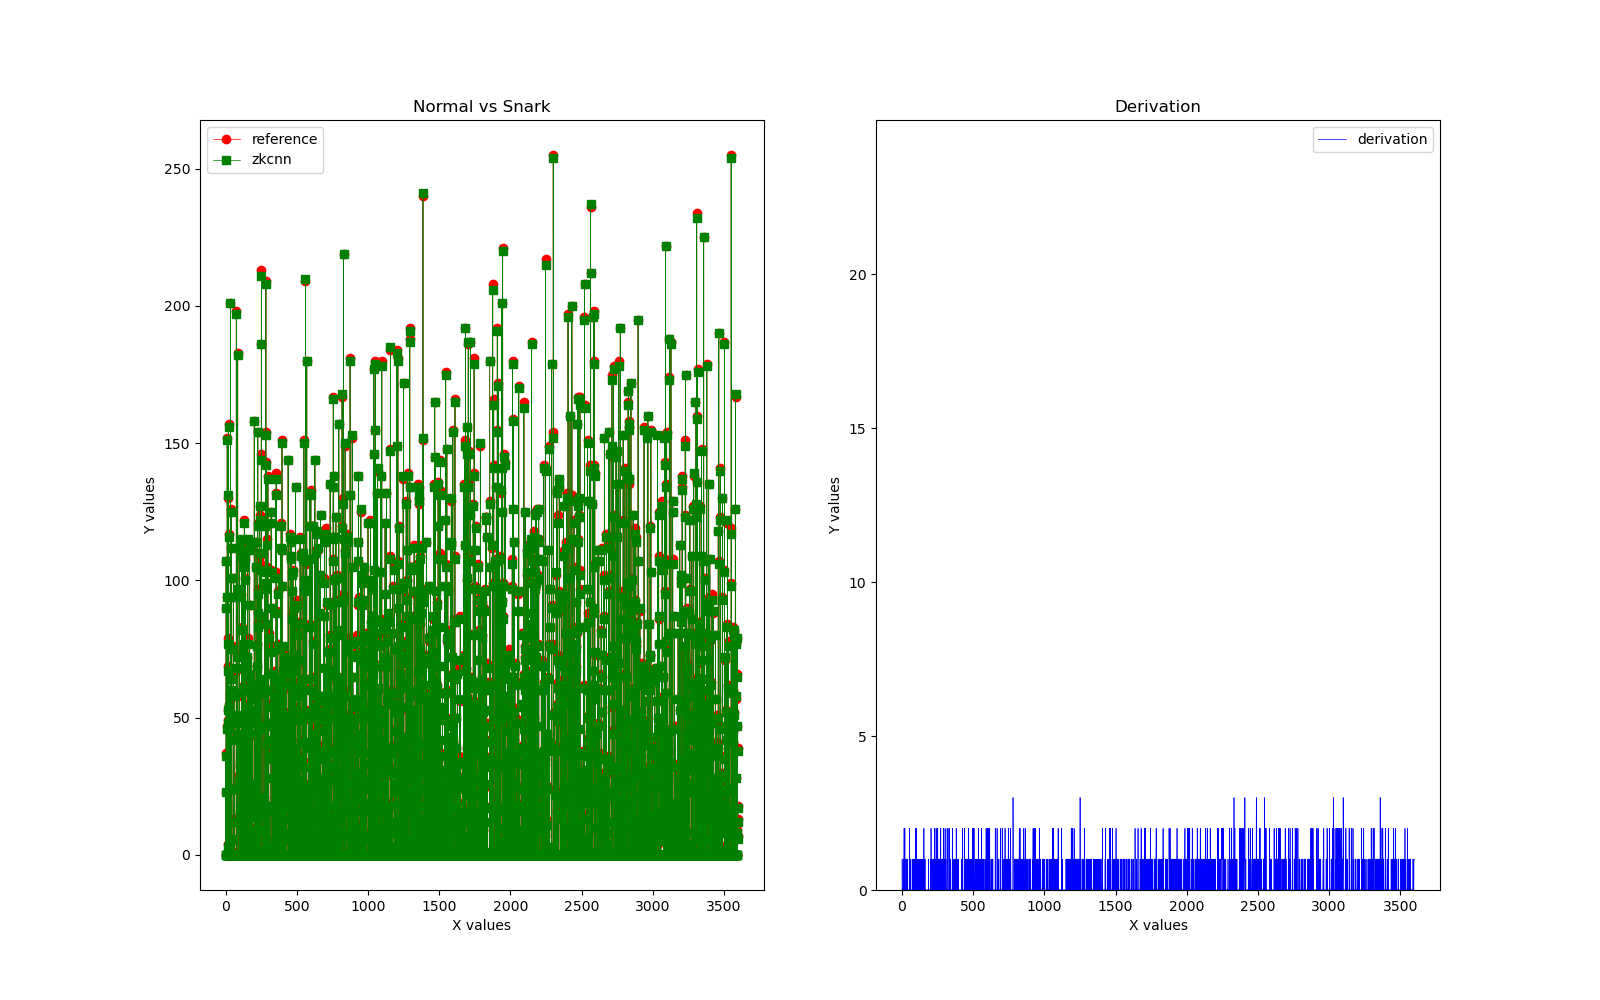 Normal vs Snark
reference
zkcnn
Y values
250
200
150
100
50
0
0 500 1000 1500 2000 2500 3000 3500
X values
Derivation
derivation
Y values
20
15
10
5
0
0 500 1000 1500 2000 2500 3000 3500
X values